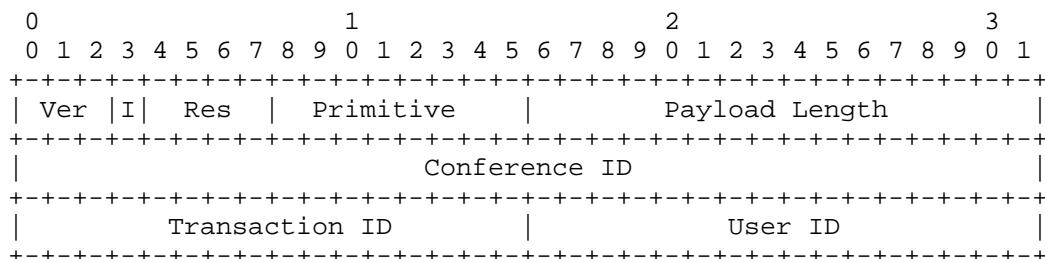 0                   1                   2                   3
 0 1 2 3 4 5 6 7 8 9 0 1 2 3 4 5 6 7 8 9 0 1 2 3 4 5 6 7 8 9 0 1
+-+-+-+-+-+-+-+-+-+-+-+-+-+-+-+-+-+-+-+-+-+-+-+-+-+-+-+-+-+-+-+-+
| Ver |I|  Res  |  Primitive    |        Payload Length         |
+-+-+-+-+-+-+-+-+-+-+-+-+-+-+-+-+-+-+-+-+-+-+-+-+-+-+-+-+-+-+-+-+
|                         Conference ID                         |
+-+-+-+-+-+-+-+-+-+-+-+-+-+-+-+-+-+-+-+-+-+-+-+-+-+-+-+-+-+-+-+-+
|         Transaction ID        |            User ID            |
+-+-+-+-+-+-+-+-+-+-+-+-+-+-+-+-+-+-+-+-+-+-+-+-+-+-+-+-+-+-+-+-+